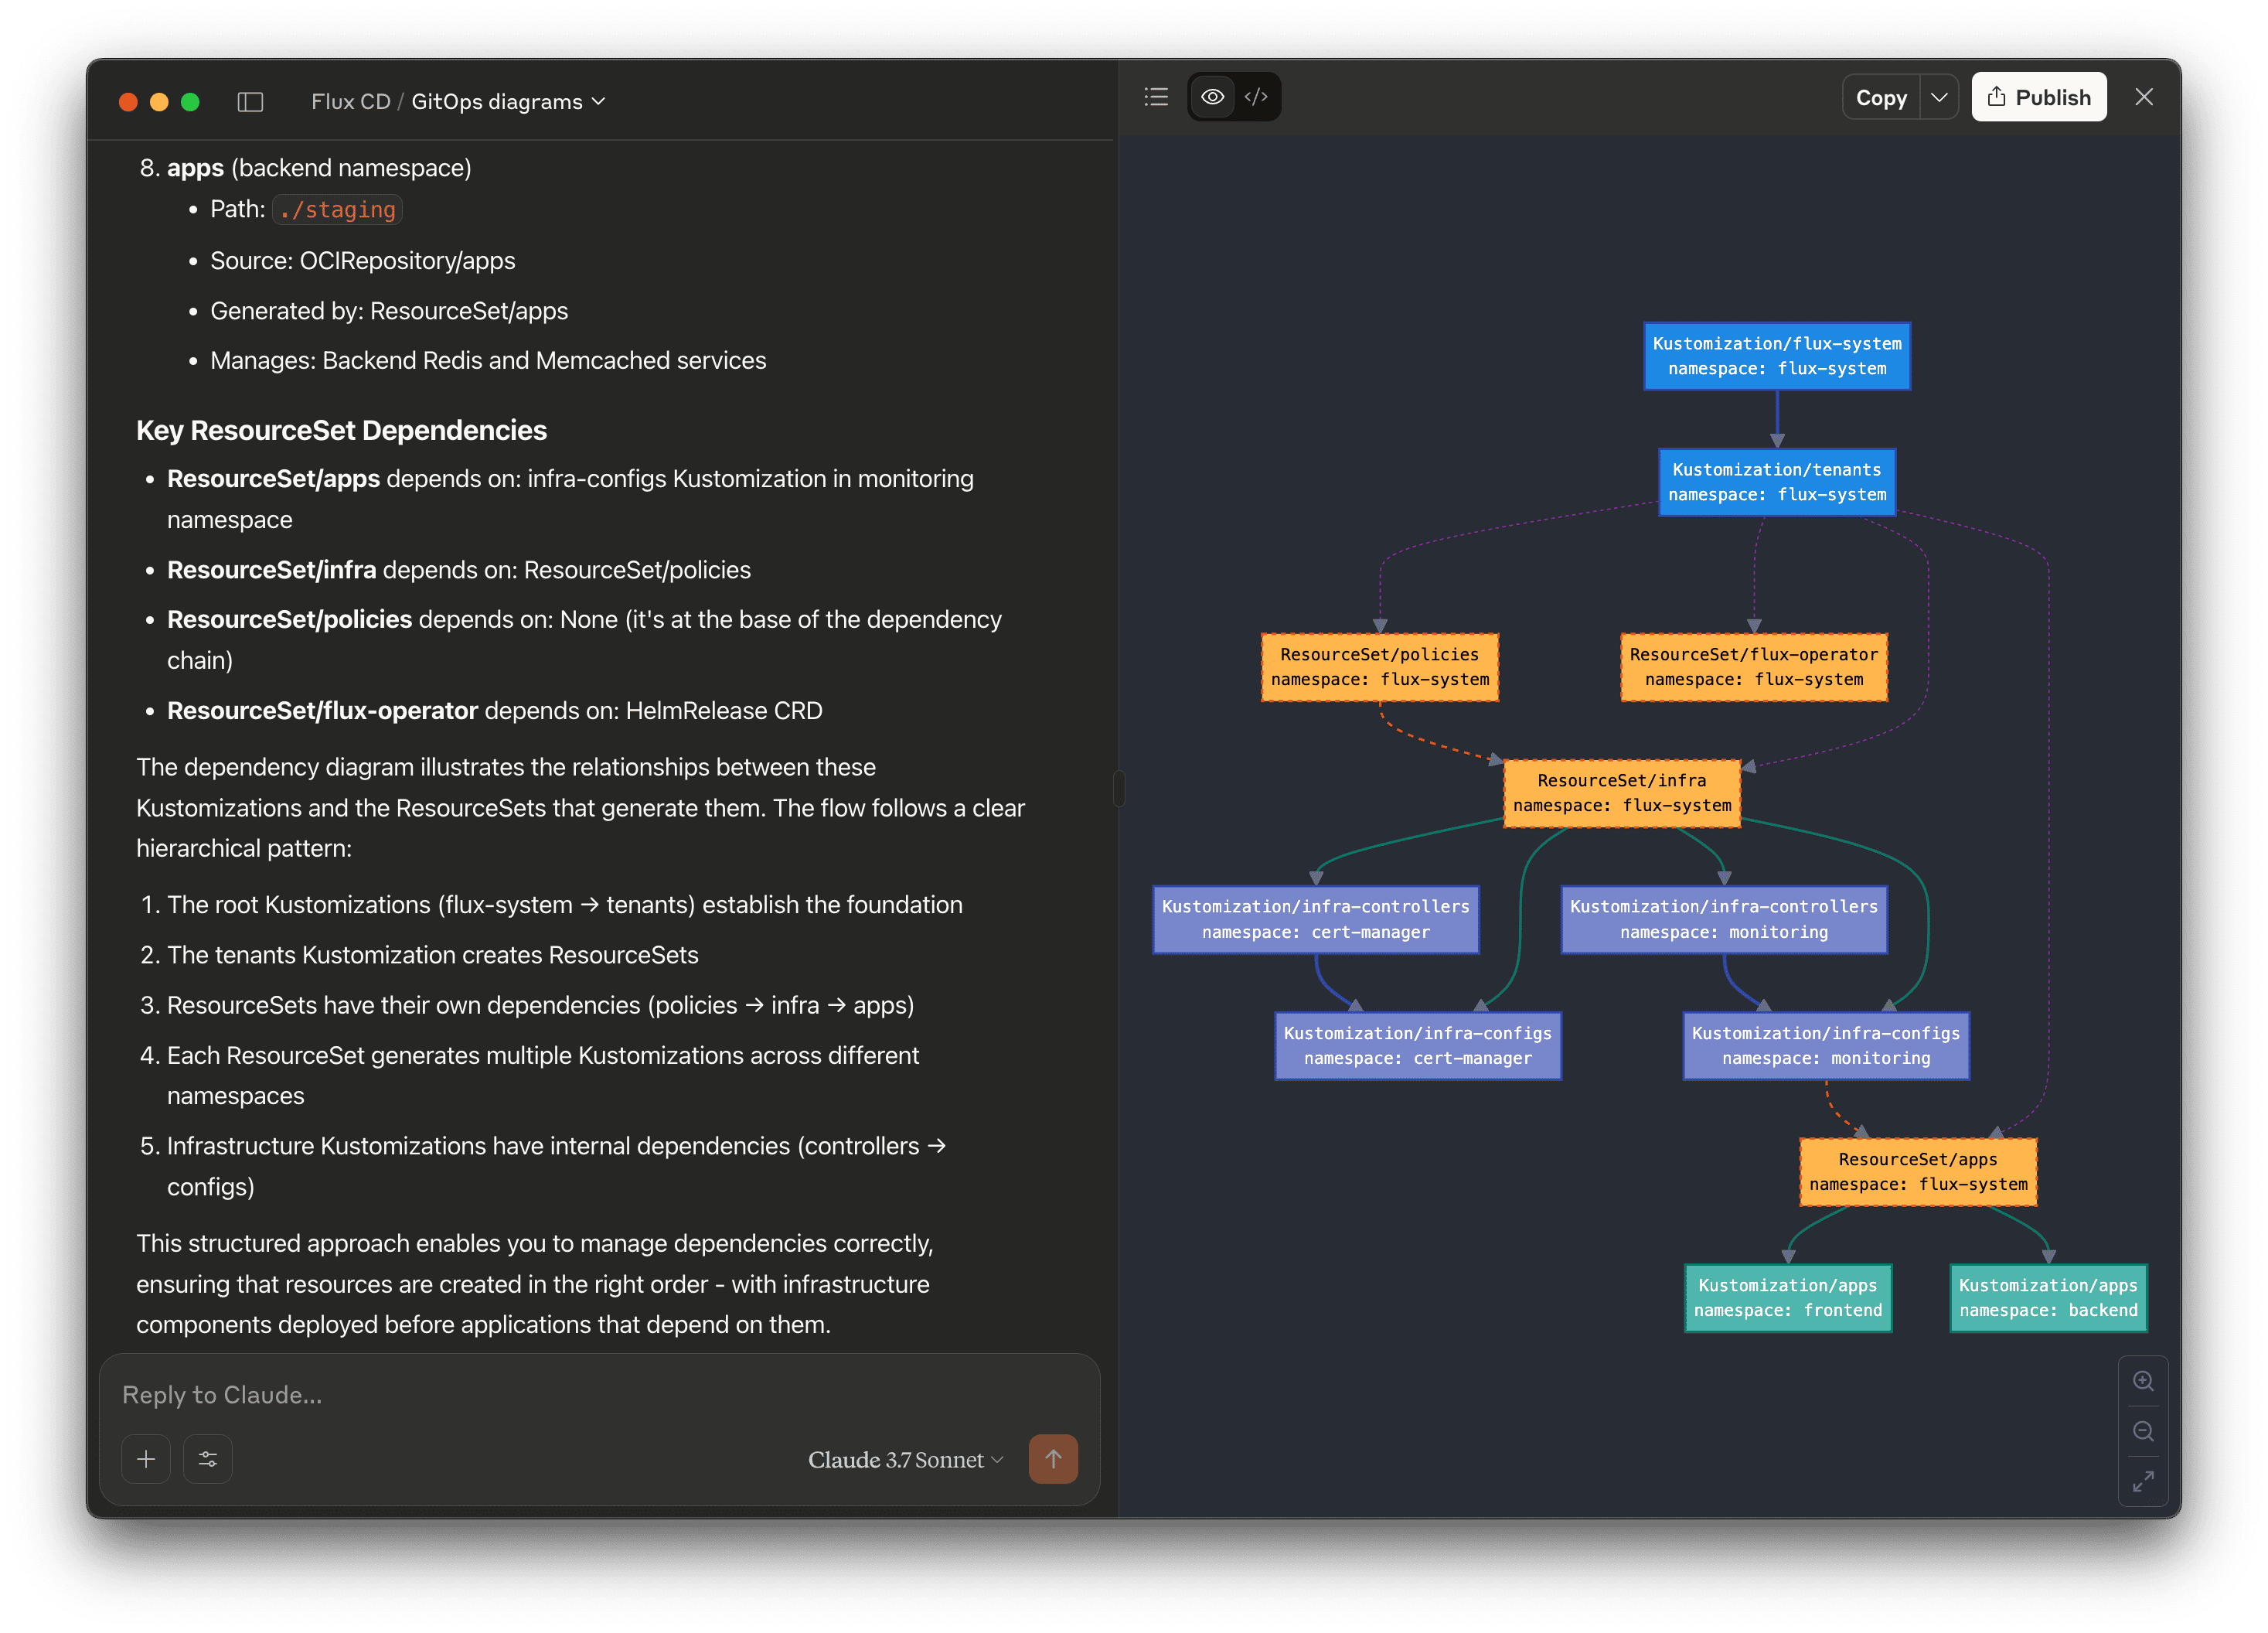 Flux CD / GitOps diagrams
8. apps (backend namespace)
• Path: ./staging
• Source: OCIRepository/apps
• Generated by: ResourceSet/apps
• Manages: Backend Redis and Memcached services
Key ResourceSet Dependencies
• ResourceSet/apps depends on: infra-configs Kustomization in monitoring
namespace
• ResourceSet/infra depends on: ResourceSet/policies
• ResourceSet/policies depends on: None (it's at the base of the dependency
chain)
• ResourceSet/flux-operator depends on: HelmRelease CRD
The dependency diagram illustrates the relationships between these
Kustomizations and the ResourceSets that generate them. The flow follows a clear
hierarchical pattern:
1. The root Kustomizations (flux-system → tenants) establish the foundation
2. The tenants Kustomization creates ResourceSets
3. ResourceSets have their own dependencies (policies → infra → apps)
4. Each ResourceSet generates multiple Kustomizations across different
namespaces
5. Infrastructure Kustomizations have internal dependencies (controllers →
configs)
This structured approach enables you to manage dependencies correctly,
ensuring that resources are created in the right order - with infrastructure
components deployed before applications that depend on them.
Reply to Claude...
Claude 3.7 Sonnet
</>
Copy
Publish
Kustomization/flux-system
namespace: flux-system
Kustomization/tenants
namespace: flux-system
ResourceSet/policies
namespace: flux-system
ResourceSet/flux-operator
namespace: flux-system
ResourceSet/infra
namespace: flux-system
Kustomization/infra-controllers
namespace: cert-manager
Kustomization/infra-controllers
namespace: monitoring
Kustomization/infra-configs
namespace: cert-manager
Kustomization/infra-configs
namespace: monitoring
ResourceSet/apps
namespace: flux-system
Kustomization/apps
namespace: frontend
Kustomization/apps
namespace: backend